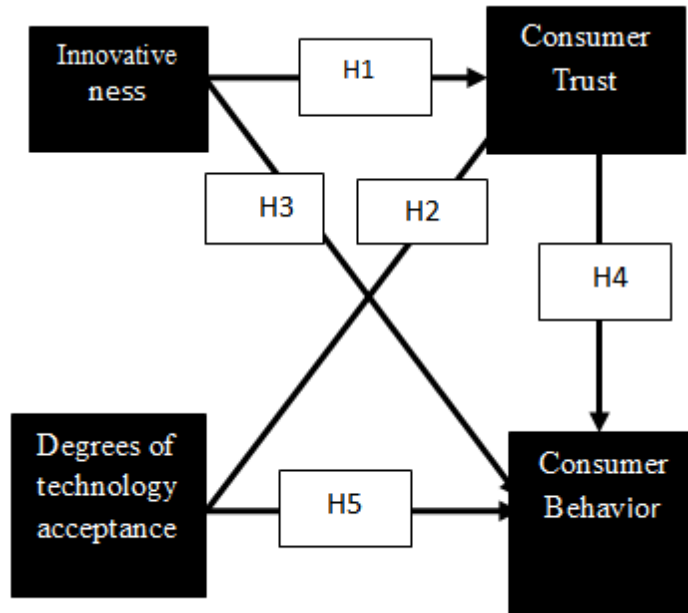 Innovative
ness
H1
Consumer
Trust
H3
H2
H4
Degrees of
technology
acceptance
H5
Consumer
Behavior